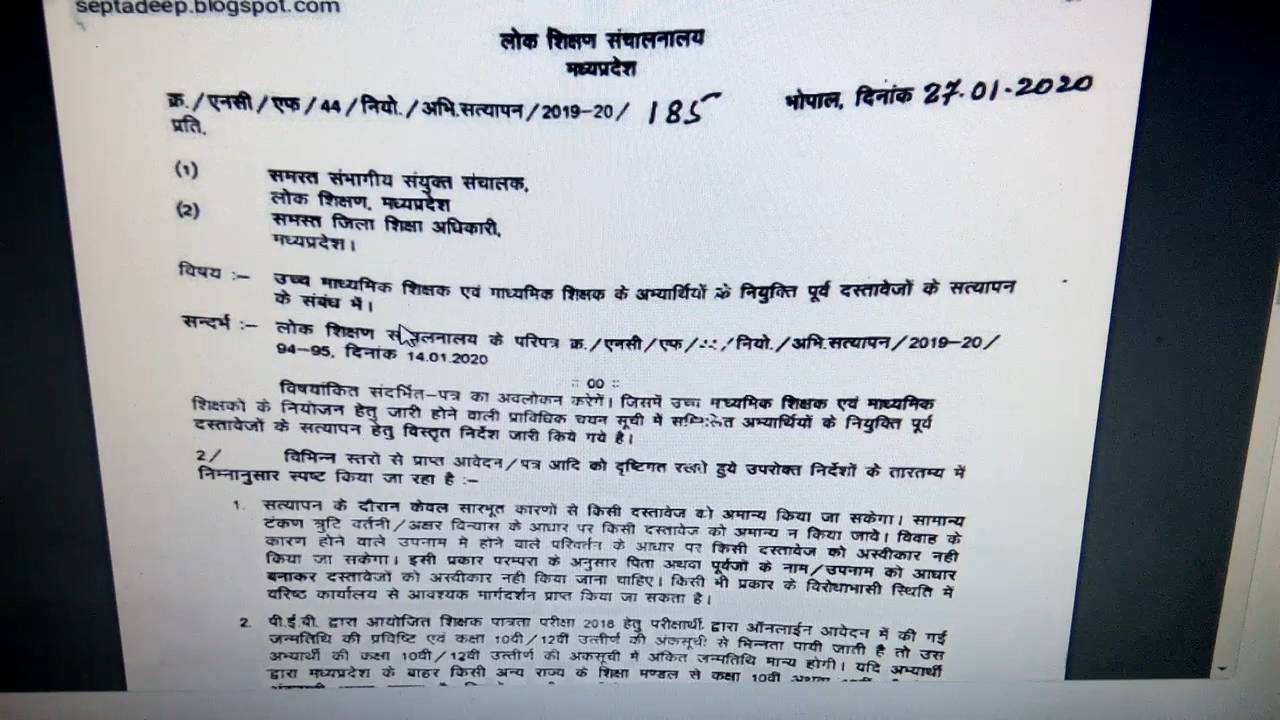 septadeep.blogspot.com
लोक शिक्षण संचालनालय
मध्यप्रदेश
क्र./एनसी/एफ/44/नियो./अभि.सत्यापन/2019-20/ 185 भोपाल, दिनांक 27.01.2020
प्रति,
(1) समस्त संभागीय संयुक्त संचालक,
लोक शिक्षण, मध्यप्रदेश
(2) समस्त जिला शिक्षा अधिकारी,
मध्यप्रदेश।
विषय :- उच्च माध्यमिक शिक्षक एवं माध्यमिक शिक्षक के अभ्यार्थियों के नियुक्ति पूर्व दस्तावेजों के सत्यापन
के संबंध में।
सन्दर्भ :- लोक शिक्षण संचालनालय के परिपत्र क्र./एनसी/एफ/ /नियो./अभि.सत्यापन/2019-20/
94-95, दिनांक 14.01.2020
:: 00 ::
विषयांकित संदर्भित-पत्र का अवलोकन करेगें। जिसमें उच्च माध्यमिक शिक्षक एवं माध्यमिक
शिक्षको के नियोजन हेतु जारी होने वाली प्राविधिक चयन सूची में सम्मिलित अभ्यार्थियों के नियुक्ति पूर्व
दस्तावेजों के सत्यापन हेतु विस्तृत निर्देश जारी किये गये है।
2/ विभिन्न स्तरो से प्राप्त आवेदन/पत्र आदि को दृष्टिगत रखते हुये उपरोक्त निर्देशों के तारतम्य में
निम्नानुसार स्पष्ट किया जा रहा है :-
1. सत्यापन के दौरान केवल सारभूत कारणों से किसी दस्तावेज को अमान्य किया जा सकेगा। सामान्य
टंकण त्रुटि वर्तनी/अक्षर विन्यास के आधार पर किसी दस्तावेज को अमान्य न किया जावे। विवाह के
कारण होने वाले उपनाम मे होने वाले परिवर्तन के आधार पर किसी दस्तावेज को अस्वीकार नही
किया जा सकेगा। इसी प्रकार परम्परा के अनुसार पिता अथवा पूर्वजों के नाम/उपनाम को आधार
बनाकर दस्तावेजों को अस्वीकार नही किया जाना चाहिए। किसी भी प्रकार के विरोधाभासी स्थिति में
वरिष्ठ कार्यालय से आवश्यक मार्गदर्शन प्राप्त किया जा सकता है।
2. पी.ई.बी. द्वारा आयोजित शिक्षक पात्रता परीक्षा 2018 हेतु परीक्षार्थी द्वारा ऑनलाईन आवेदन में की गई
जन्मतिथि की प्रविष्टि एवं कक्षा 10वी/12वीं उत्तीर्ण की अंकसूची से भिन्नता पायी जाती है तो उस
अभ्यार्थी की कक्षा 10वी/12वी उत्तीर्ण की अंकसूची में अंकित जन्मतिथि मान्य होगी। यदि अभ्यार्थी
द्वारा मध्यप्रदेश के बाहर किसी अन्य राज्य के शिक्षा मण्डल से कक्षा 10वी अथवा